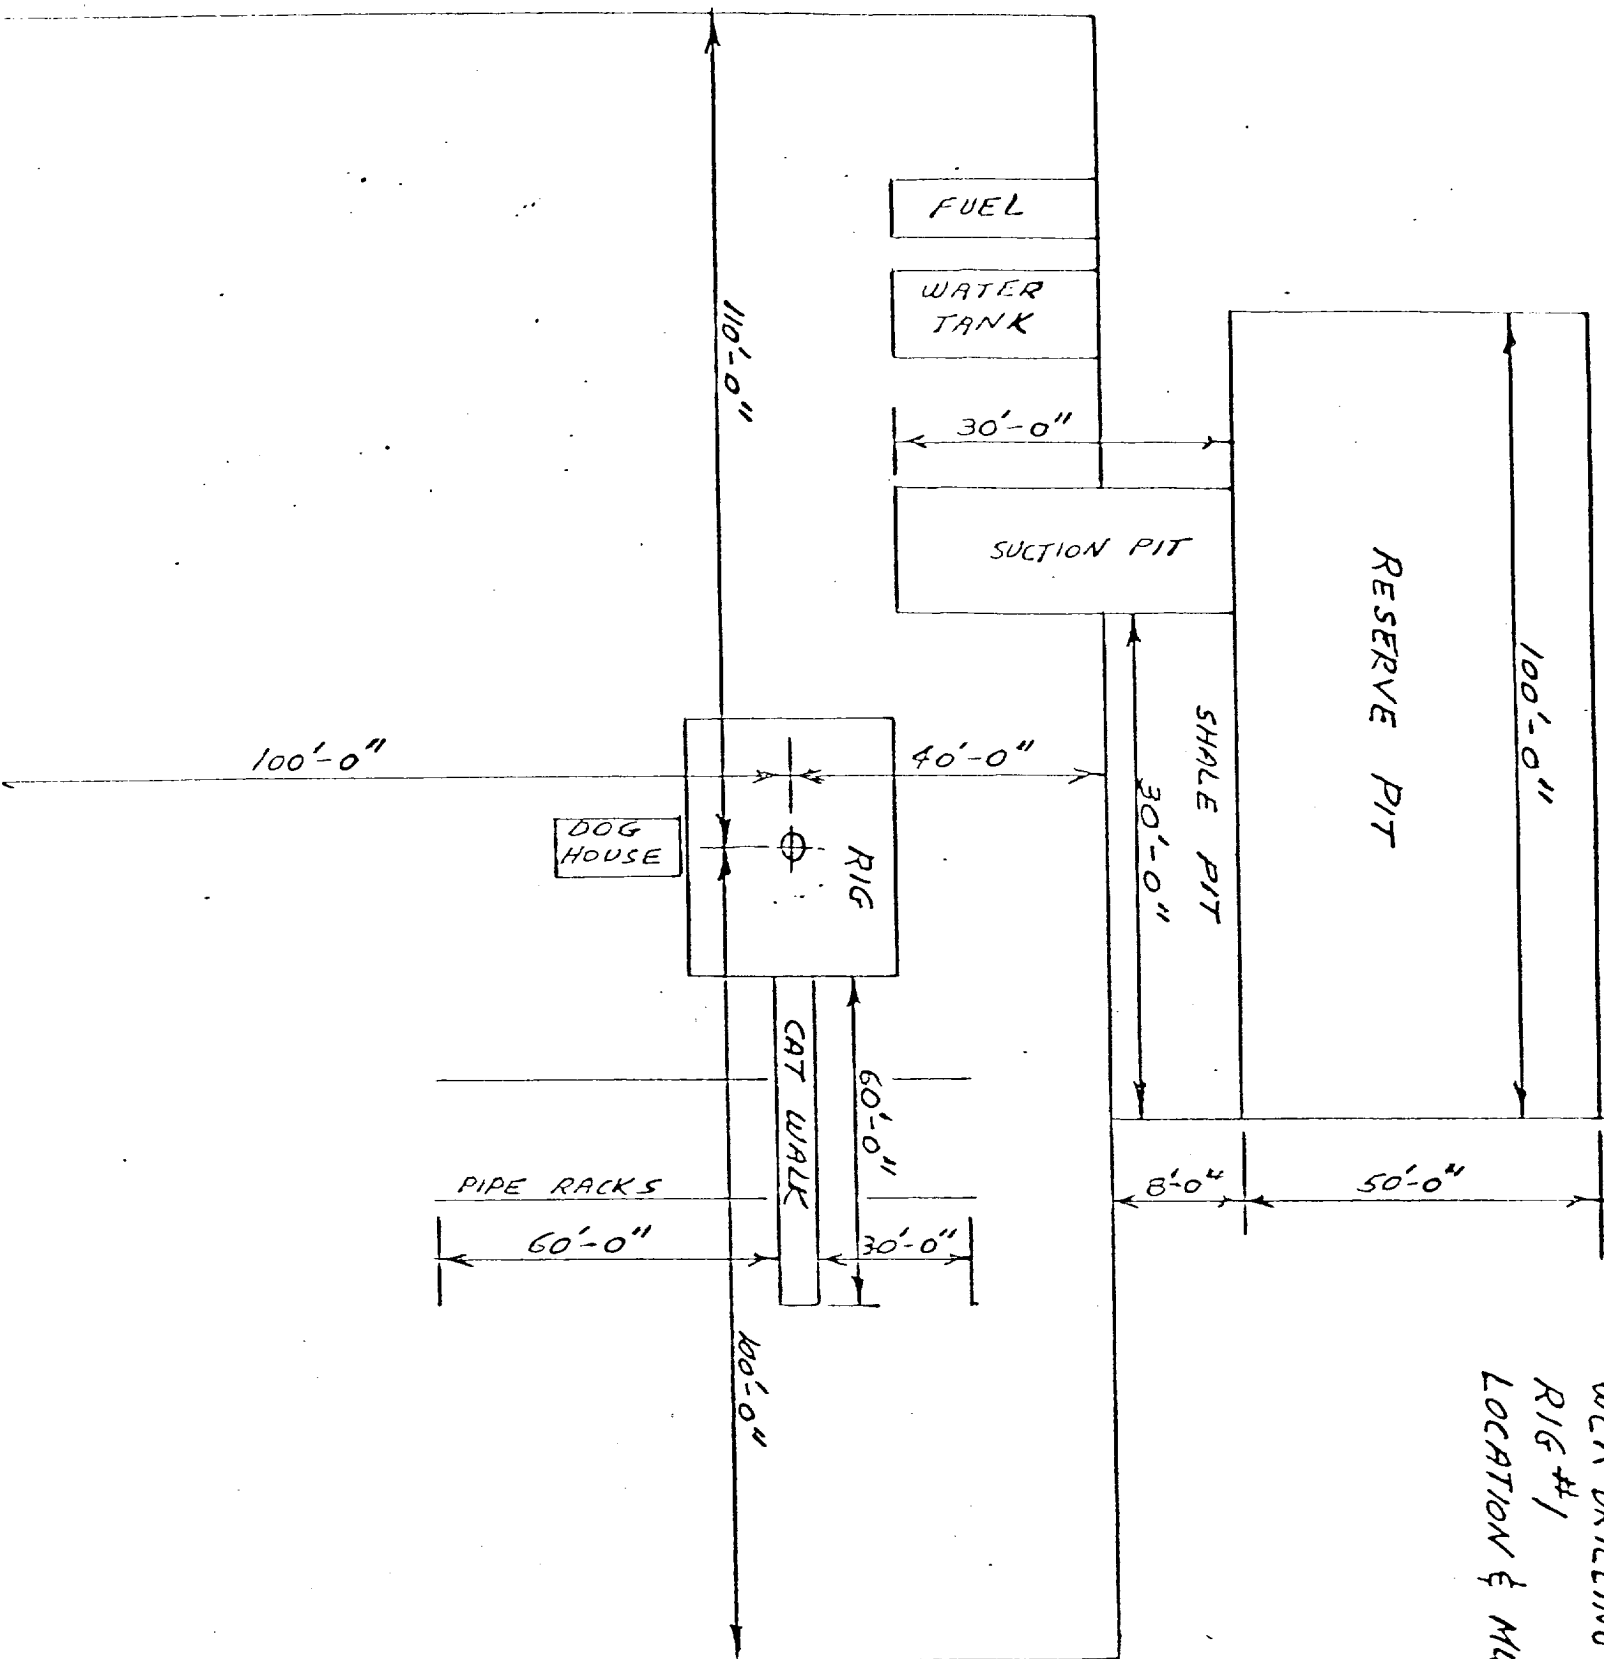 FUEL
WATER
TANK
30'-0"
SUCTION PIT
RESERVE PIT
100'-0"
SHALE PIT
30'-0"
110'-0"
100'-0"
40'-0"
DOG
HOUSE
RIG
CAT WALK
60'-0"
PIPE RACKS
60'-0"
30'-0"
8'-0"
50'-0"
100'-0"
DRILLING
RIG #1
LOCATION &